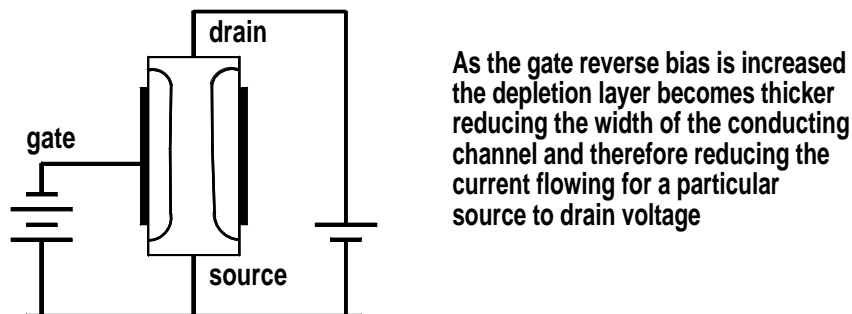 drain
gate
source
As the gate reverse bias is increased
the depletion layer becomes thicker
reducing the width of the conducting
channel and therefore reducing the
current flowing for a particular
source to drain voltage